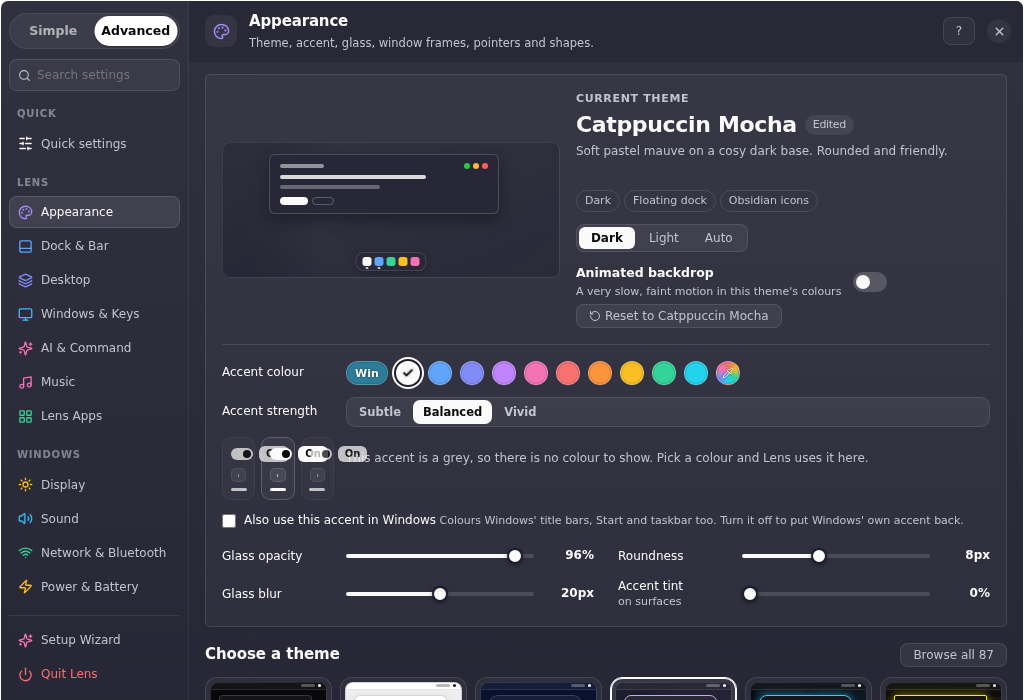 Simple
Advanced
Search settings
QUICK
Quick settings
LENS
Appearance
Dock & Bar
Desktop
Windows & Keys
AI & Command
Music
Lens Apps
WINDOWS
Display
Sound
Network & Bluetooth
Power & Battery
Setup Wizard
Quit Lens
Appearance
Theme, accent, glass, window frames, pointers and shapes.
?
CURRENT THEME
Catppuccin Mocha
Edited
Soft pastel mauve on a cosy dark base. Rounded and friendly.
Dark
Floating dock
Obsidian icons
Dark
Light
Auto
Animated backdrop
A very slow, faint motion in this theme's colours
Reset to Catppuccin Mocha
Accent colour
Win
Accent strength
Subtle
Balanced
Vivid
On
accent is a grey, so there is no colour to show. Pick a colour and Lens uses it here.
Also use this accent in Windows Colours Windows' title bars, Start and taskbar too. Turn it off to put Windows' own accent back.
Glass opacity
96%
Roundness
8px
Glass blur
20px
Accent tint
on surfaces
0%
Choose a theme
Browse all 87